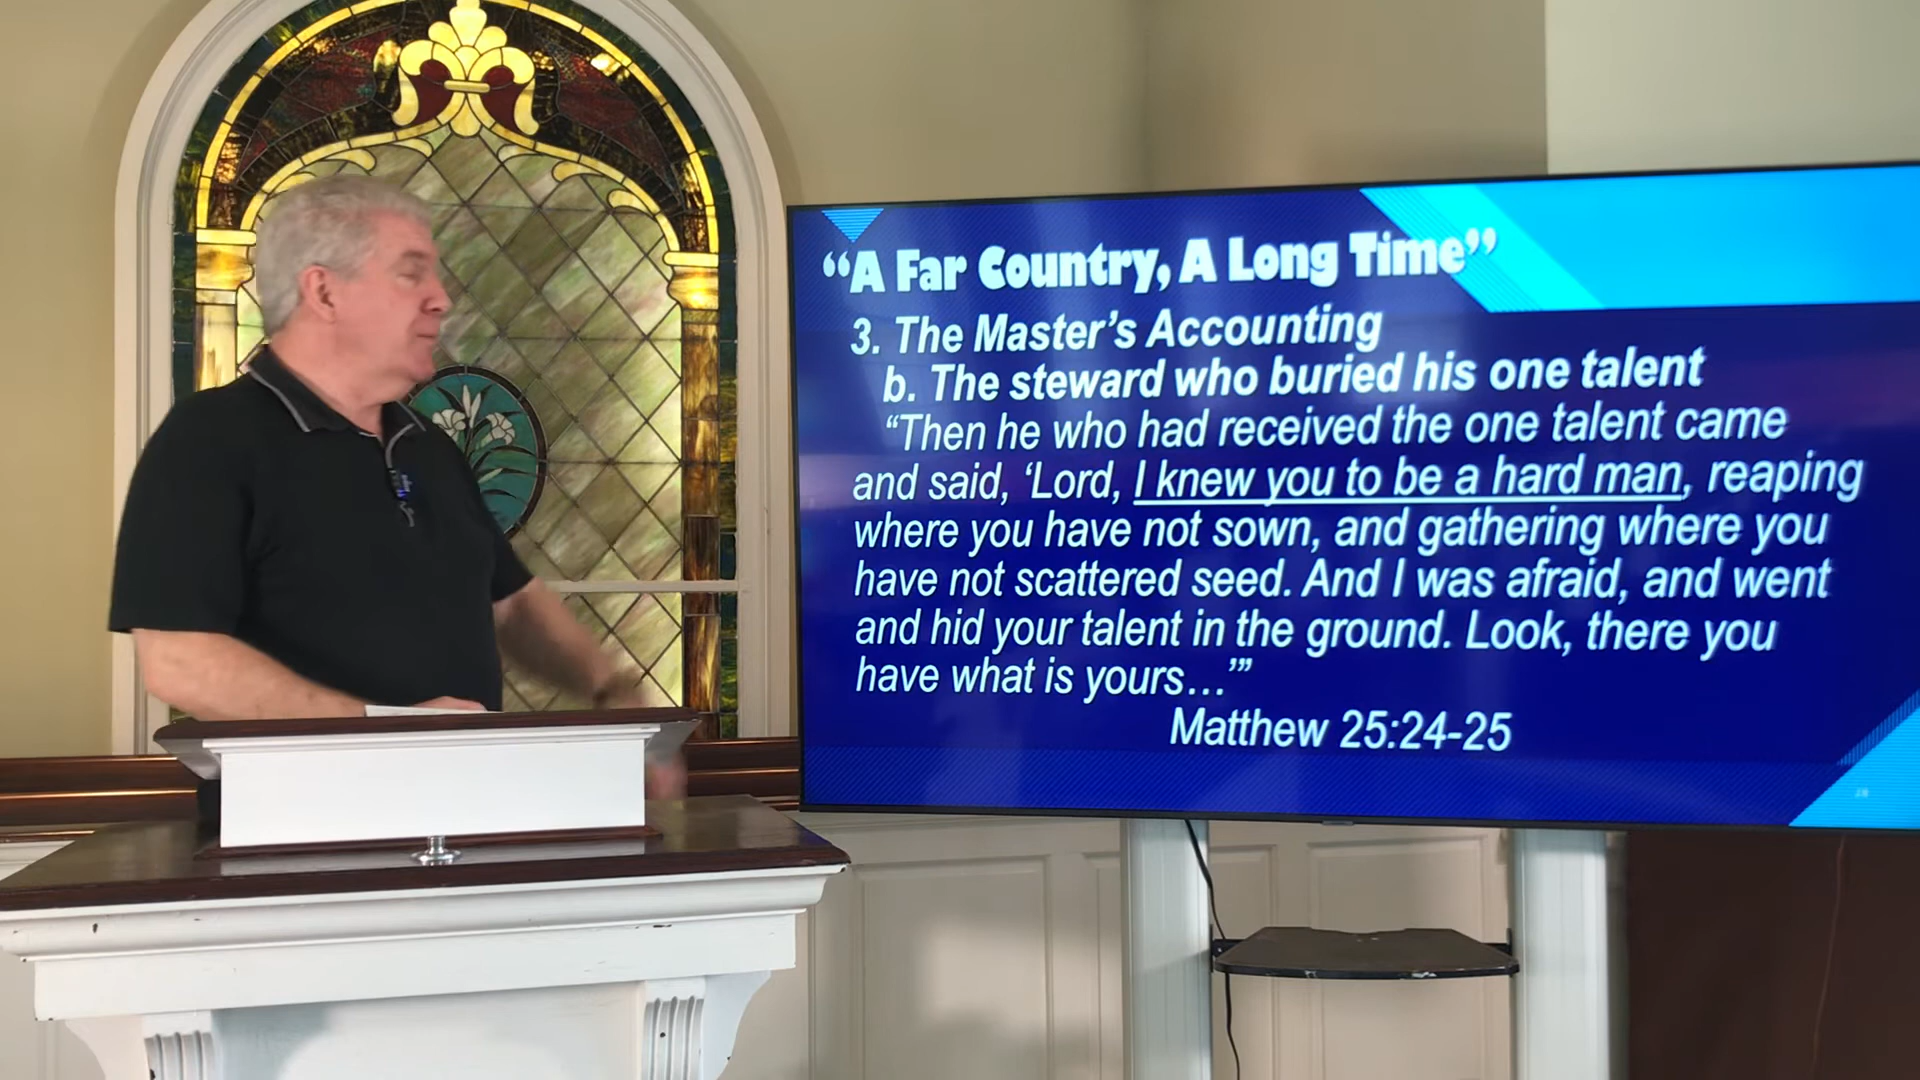 “A Far Country, A Long Time”
3. The Master’s Accounting
b. The steward who buried his one talent
“Then he who had received the one talent came
and said, ‘Lord, I knew you to be a hard man, reaping
where you have not sown, and gathering where you
have not scattered seed. And I was afraid, and went
and hid your talent in the ground. Look, there you
have what is yours…’”
Matthew 25:24-25